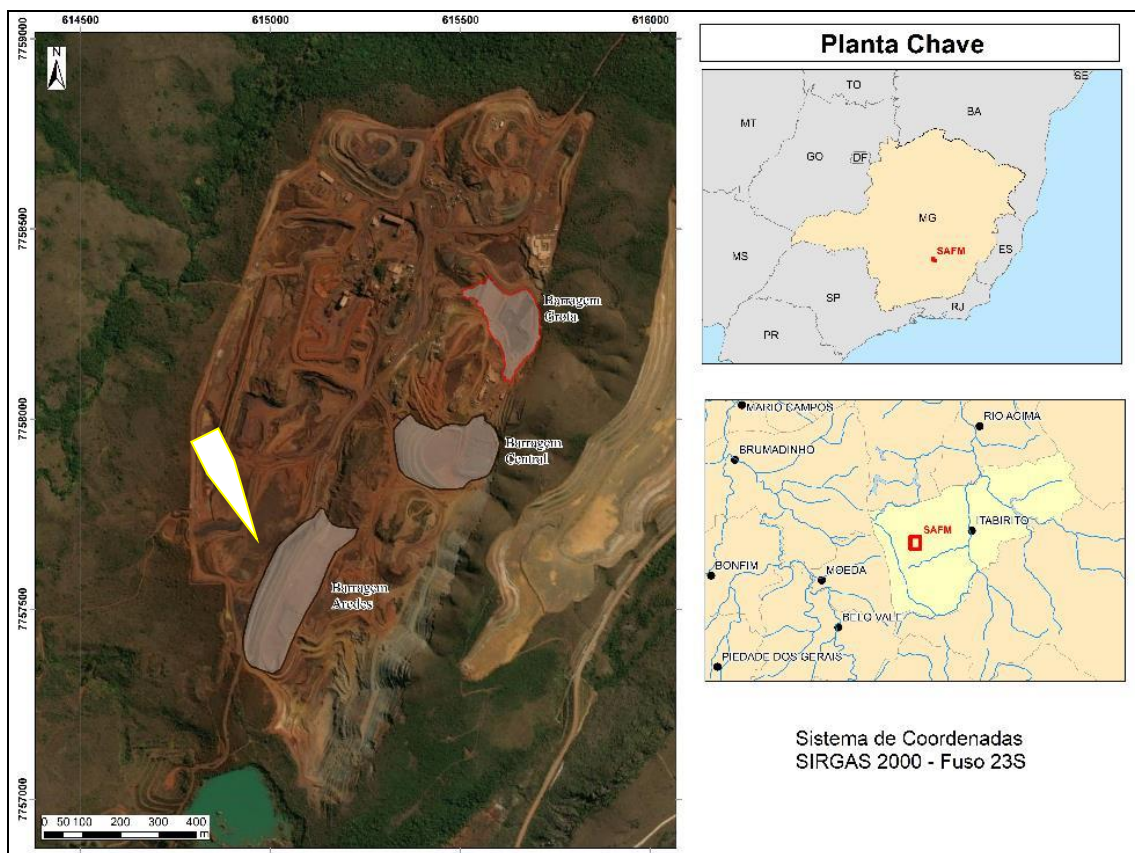 614500
615000
615500
616000
7759000
7758500
7758000
7757500
7757000
N
Barragem
Grota
Barragem
Central
Barragem
Aredes
0 50 100
200
300
400
m
Planta Chave
TO
SE
MT
BA
GO
DF
MG
MS
SAFM
ES
SP
RJ
PR
MARIO CAMPOS
RIO ACIMA
BRUMADINHO
SAFM
ITABIRITO
BONFIM
MOEDA
BELO VALE
PIEDADE DOS GERAIS
Sistema de Coordenadas
SIRGAS 2000 - Fuso 23S